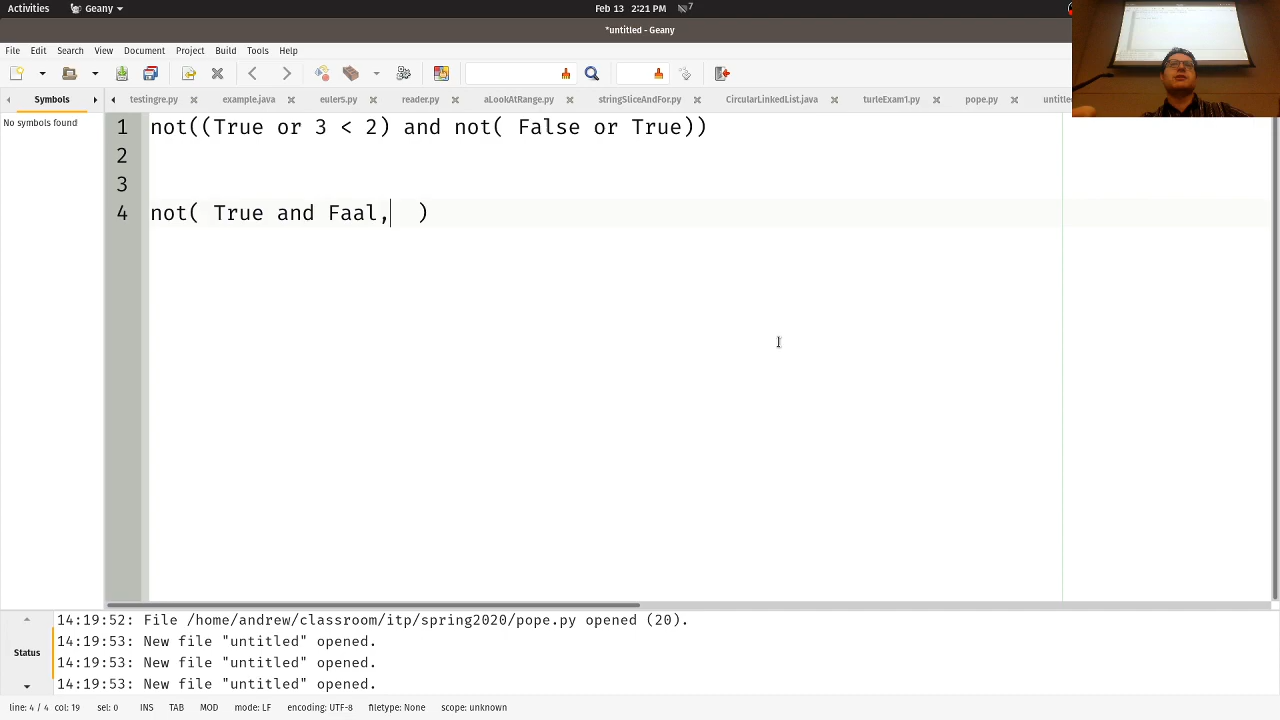 Activities Geany Feb 13 2:21 PM 7
*untitled - Geany
File Edit Search View Document Project Build Tools Help
Symbols testingre.py example.java euler5.py reader.py aLookAtRange.py stringSliceAndFor.py CircularLinkedList.java turleExam1.py pope.py untitled
No symbols found
1 not((True or 3 < 2) and not( False or True))
2
3
4 not( True and Faal, )
14:19:52: File /home/andrew/classroom/itp/spring2020/pope.py opened (20).
14:19:53: New file "untitled" opened.
Status 14:19:53: New file "untitled" opened.
14:19:53: New file "untitled" opened.
line: 4 / 4 col: 19 sel: 0 INS TAB MOD mode: LF encoding: UTF-8 filetype: None scope: unknown